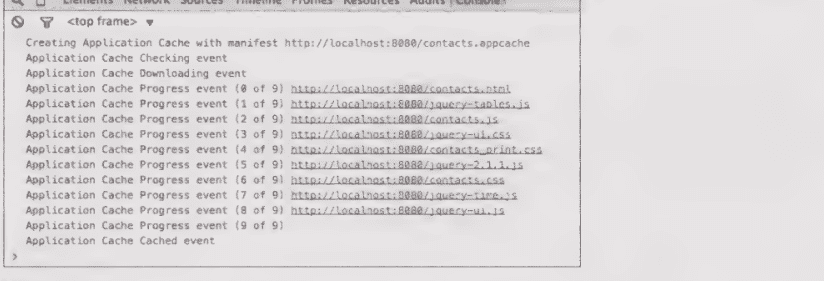 Elements Network Sources Timeline Profiles Resources Audits Console
<top frame> ▼
Creating Application Cache with manifest http://localhost:8080/contacts.appcache
Application Cache Checking event
Application Cache Downloading event
Application Cache Progress event (0 of 9) http://localhost:8080/contacts.html
Application Cache Progress event (1 of 9) http://localhost:8080/jquery-tables.js
Application Cache Progress event (2 of 9) http://localhost:8080/contacts.js
Application Cache Progress event (3 of 9) http://localhost:8080/jquery-ui.css
Application Cache Progress event (4 of 9) http://localhost:8080/contacts_print.css
Application Cache Progress event (5 of 9) http://localhost:8080/jquery-2.1.1.js
Application Cache Progress event (6 of 9) http://localhost:8080/contacts.css
Application Cache Progress event (7 of 9) http://localhost:8080/jquery-time.js
Application Cache Progress event (8 of 9) http://localhost:8080/jquery-ui.js
Application Cache Progress event (9 of 9)
Application Cache Cached event
>